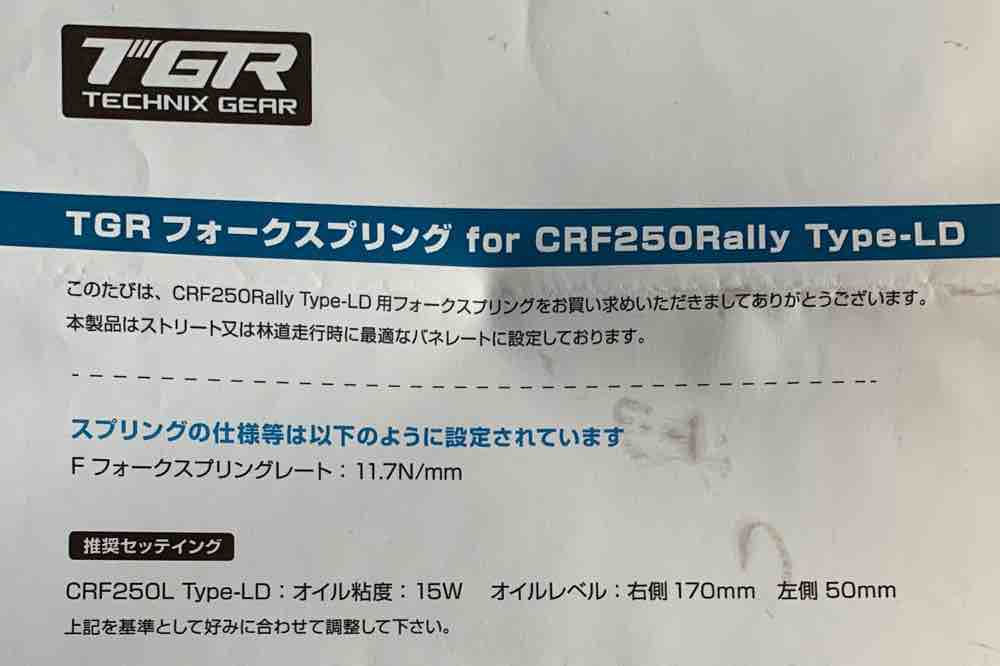 TGR
TECHNIX GEAR
TGR フォークスプリング for CRF250Rally Type-LD
このたびは、CRF250Rally Type-LD 用フォークスプリングをお買い求めいただきましてありがとうございます。
本製品はストリート又は林道走行時に最適なバネレートに設定しております。
スプリングの仕様等は以下のように設定されています
F フォークスプリングレート：11.7N/mm
推奨セッテイング
CRF250L Type-LD：オイル粘度：15W オイルレベル：右側 170mm 左側 50mm
上記を基準として好みに合わせて調整して下さい。